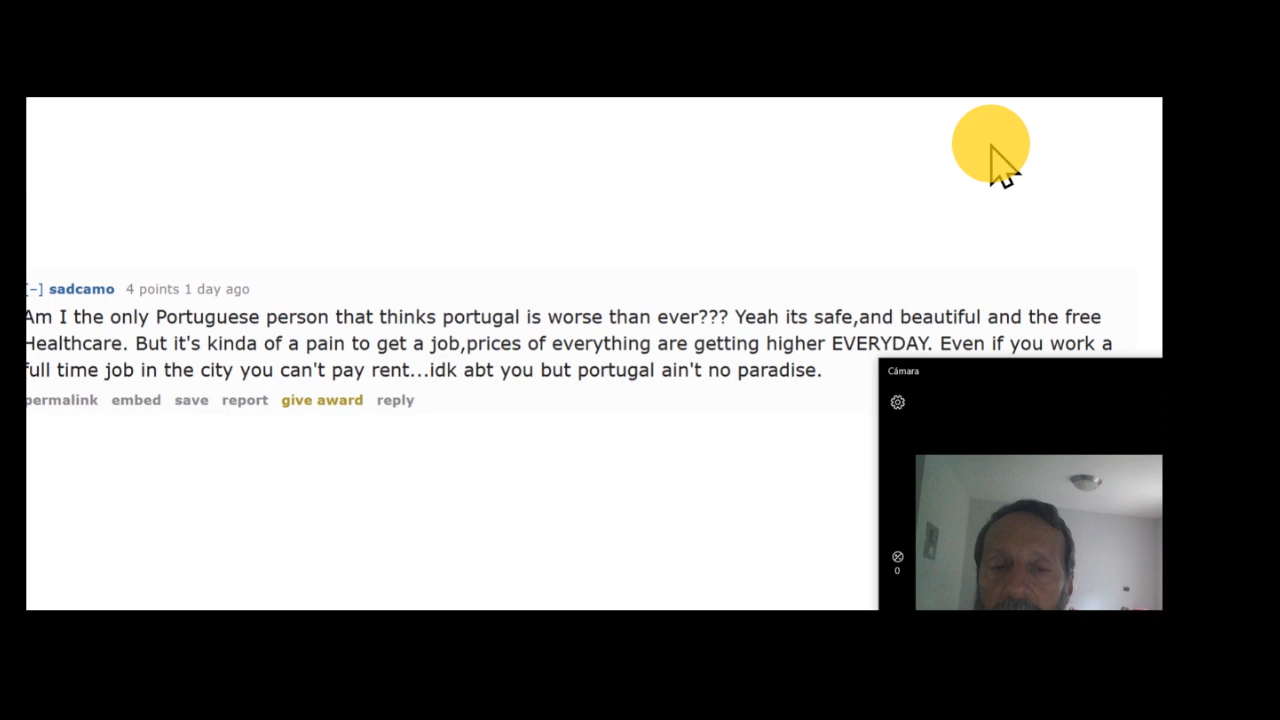 [–] sadcamo 4 points 1 day ago
Am I the only Portuguese person that thinks portugal is worse than ever??? Yeah its safe,and beautiful and the free
Healthcare. But it's kinda of a pain to get a job,prices of everything are getting higher EVERYDAY. Even if you work a
full time job in the city you can't pay rent...idk abt you but portugal ain't no paradise.
permalink embed save report give award reply
Cámara
0